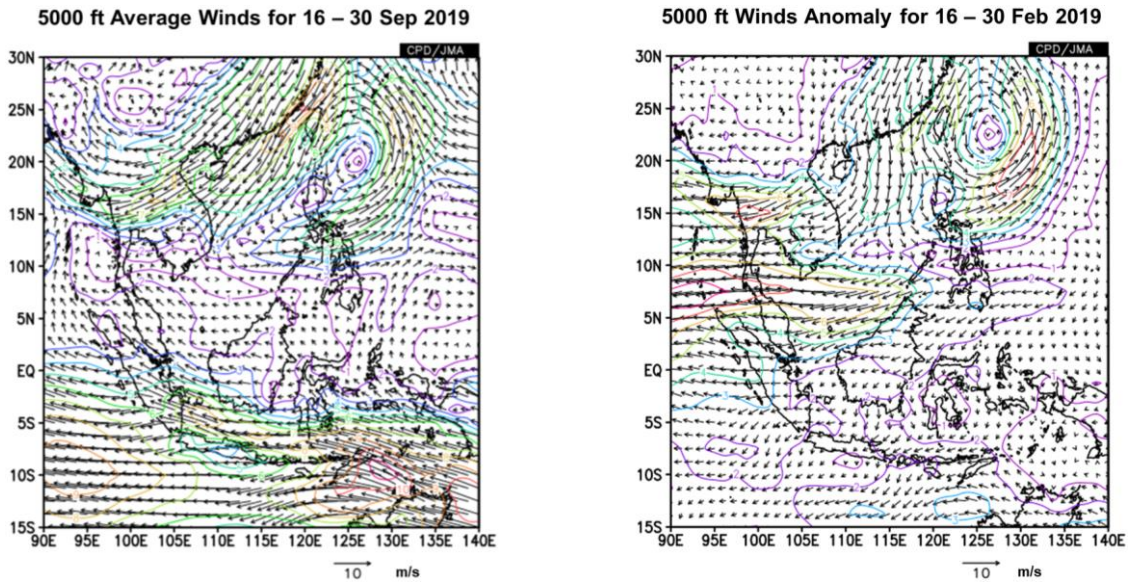 5000 ft Average Winds for 16 – 30 Sep 2019
CPD/JMA
30N
25N
20N
15N
10N
5N
EQ
5S
10S
15S
90E 95E 100E 105E 110E 115E 120E 125E 130E 135E 140E
10 m/s
5000 ft Winds Anomaly for 16 – 30 Feb 2019
CPD/JMA
30N
25N
20N
15N
10N
5N
EQ
5S
10S
15S
90E 95E 100E 105E 110E 115E 120E 125E 130E 135E 140E
10 m/s